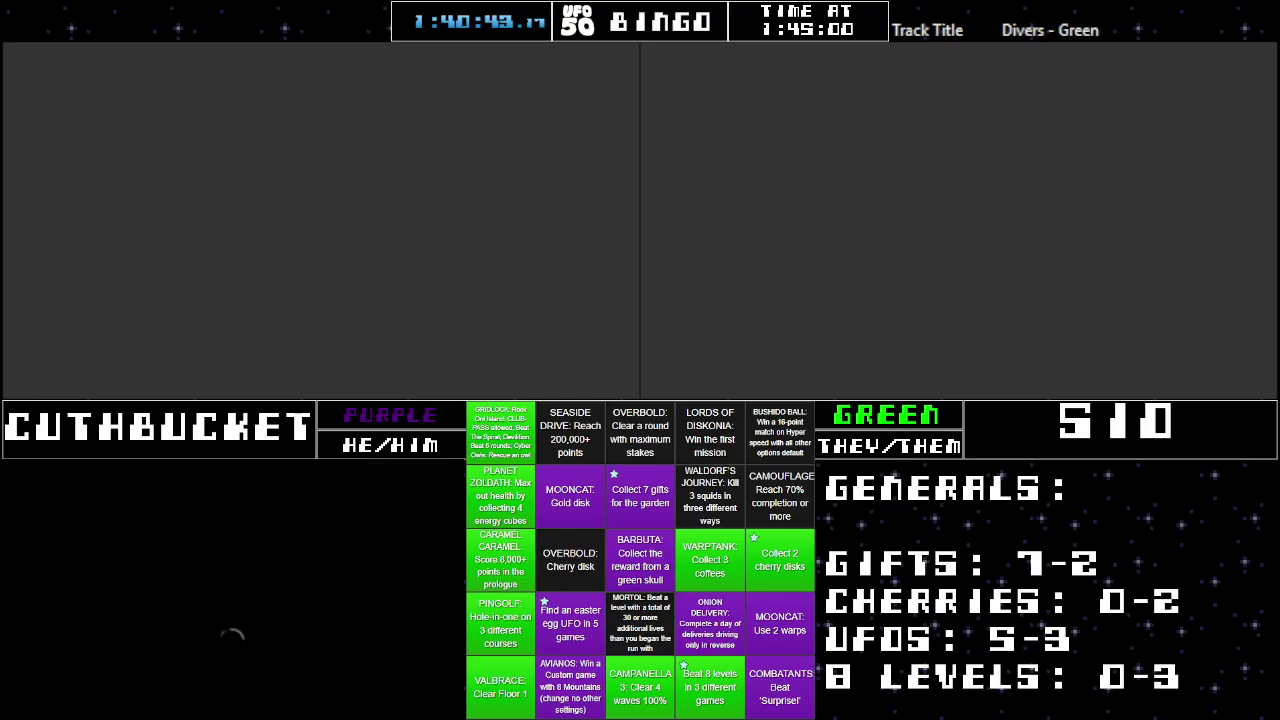 1:40:43.17
UFO 50 BINGO
TIME AT
1:45:00
Track Title
Divers - Green
CUTHBUCKET
PURPLE
HE/HIM
GREEN
THEY/THEM
SIO
GRIDLOCK: Rook
Owl Island; CLUB-
PASS allowed, Beat
The Spiral; Devilition:
Beat 5 rounds; Cyber
Owls: Rescue an owl
SEASIDE
DRIVE: Reach
200,000+
points
OVERBOLD:
Clear a round
with maximum
stakes
LORDS OF
DISKONIA:
Win the first
mission
BUSHIDO BALL:
Win a 16-point
match on Hyper
speed with all other
options default
PLANET
ZOLDATH: Max
out health by
collecting 4
energy cubes
MOONCAT:
Gold disk
Collect 7 gifts
for the garden
WALDORF'S
JOURNEY: Kill
3 squids in
three different
ways
CAMOUFLAGE
Reach 70%
completion or
more
CARAMEL
CARAMEL:
Score 8,000+
points in the
prologue
OVERBOLD:
Cherry disk
BARBUTA:
Collect the
reward from a
green skull
WARPTANK:
Collect 3
coffees
Collect 2
cherry disks
PINGOLF:
Hole-in-one on
3 different
courses
Find an easter
egg UFO in 5
games
MORTOL: Beat a
level with a total of
30 or more
additional lives
than you began the
run with
ONION
DELIVERY:
Complete a day of
deliveries driving
only in reverse
MOONCAT:
Use 2 warps
VALBRACE:
Clear Floor 1
AVIANOS: Win a
Custom game
with 8 Mountains
(change no other
settings)
CAMPANELLA
3: Clear 4
waves 100%
Beat 8 levels
in 3 different
games
COMBATANTS:
Beat
'Surprise!'
GENERALS:
GIFTS: 7-2
CHERRIES: 0-2
UFOS: 5-3
8 LEVELS: 0-3